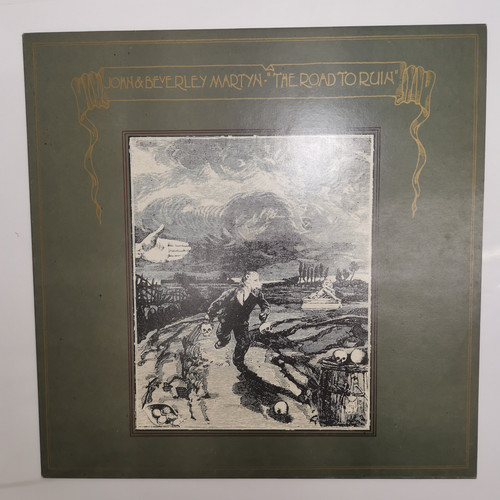 JOHN & BEVERLEY MARTYN - "THE ROAD TO RUIN"